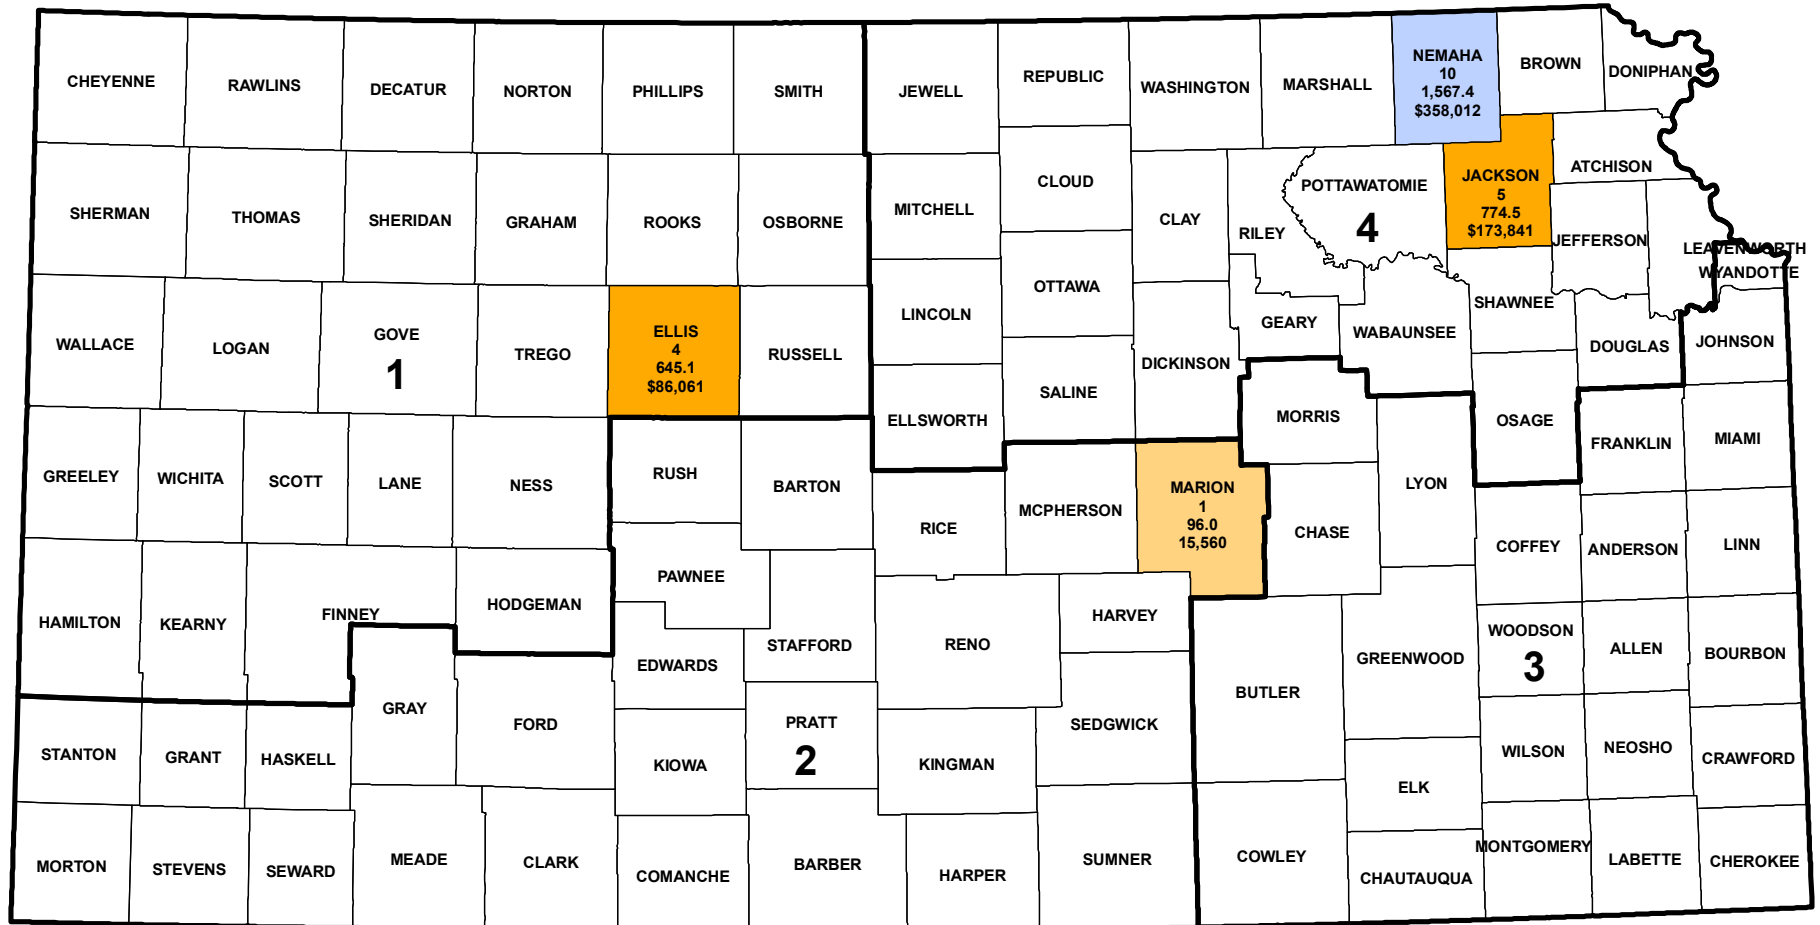 CHEYENNE
RAWLINS
DECATUR
NORTON
PHILLIPS
SMITH
JEWELL
REPUBLIC
WASHINGTON
MARSHALL
NEMAHA
10
1,567.4
$358,012
BROWN
DONIPHAN
SHERMAN
THOMAS
SHERIDAN
GRAHAM
ROOKS
OSBORNE
MITCHELL
CLOUD
CLAY
RILEY
POTTAWATOMIE
4
JACKSON
5
774.5
$173,841
ATCHISON
JEFFERSON
LEAVENWORTH
WYANDOTTE
WALLACE
LOGAN
GOVE
1
TREGO
ELLIS
4
645.1
$86,061
RUSSELL
LINCOLN
OTTAWA
SALINE
ELLSWORTH
DICKINSON
GEARY
WABAUNSEE
SHAWNEE
DOUGLAS
JOHNSON
GREELEY
WICHITA
SCOTT
LANE
NESS
RUSH
BARTON
RICE
MCPHERSON
MARION
1
96.0
15,560
MORRIS
CHASE
LYON
OSAGE
FRANKLIN
MIAMI
COFFEY
ANDERSON
LINN
HAMILTON
KEARNY
FINNEY
HODGEMAN
PAWNEE
EDWARDS
STAFFORD
RENO
HARVEY
BUTLER
GREENWOOD
WOODSON
3
ALLEN
BOURBON
STANTON
GRANT
HASKELL
GRAY
FORD
KIOWA
PRATT
2
KINGMAN
SEDGWICK
ELK
WILSON
NEOSHO
CRAWFORD
MORTON
STEVENS
SEWARD
MEADE
CLARK
COMANCHE
BARBER
HARPER
SUMNER
COWLEY
CHAUTAUQUA
MONTGOMERY
LABETTE
CHEROKEE